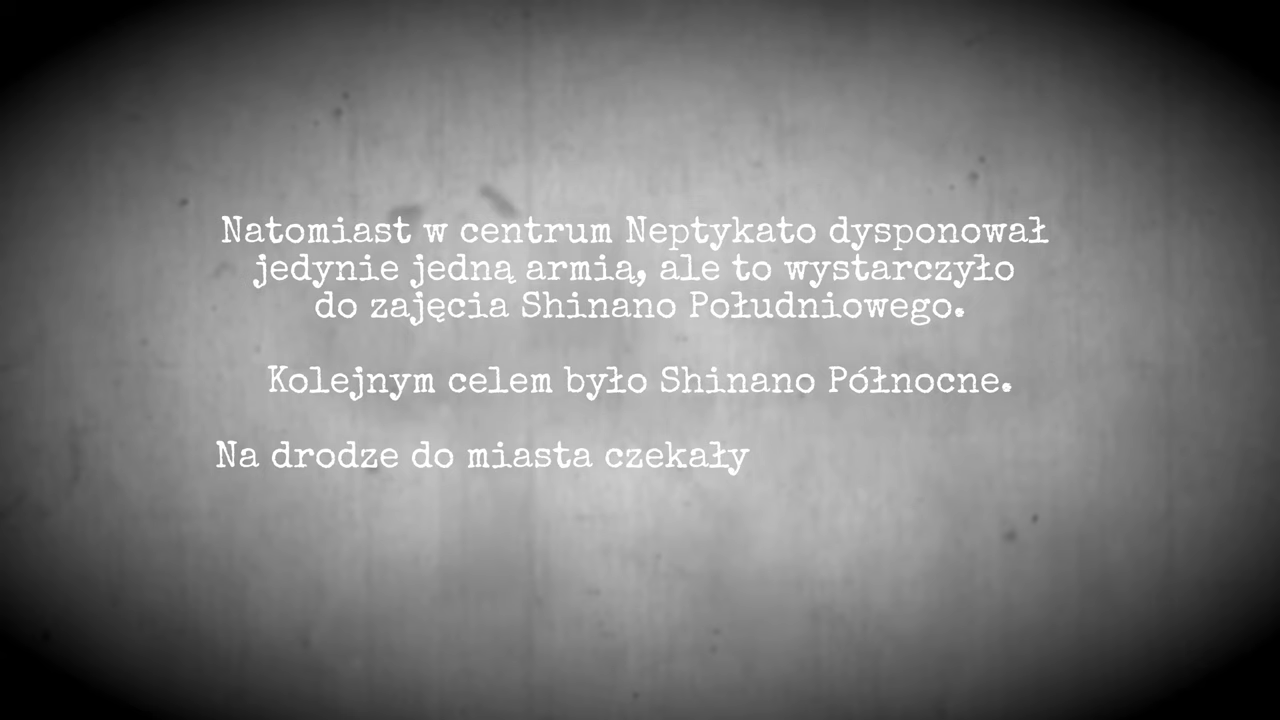 Natomiast w centrum Neptykato dysponował
jedynie jedną armią, ale to wystarczyło
do zajęcia Shinano Południowego.
Kolejnym celem było Shinano Północne.
Na drodze do miasta czekały